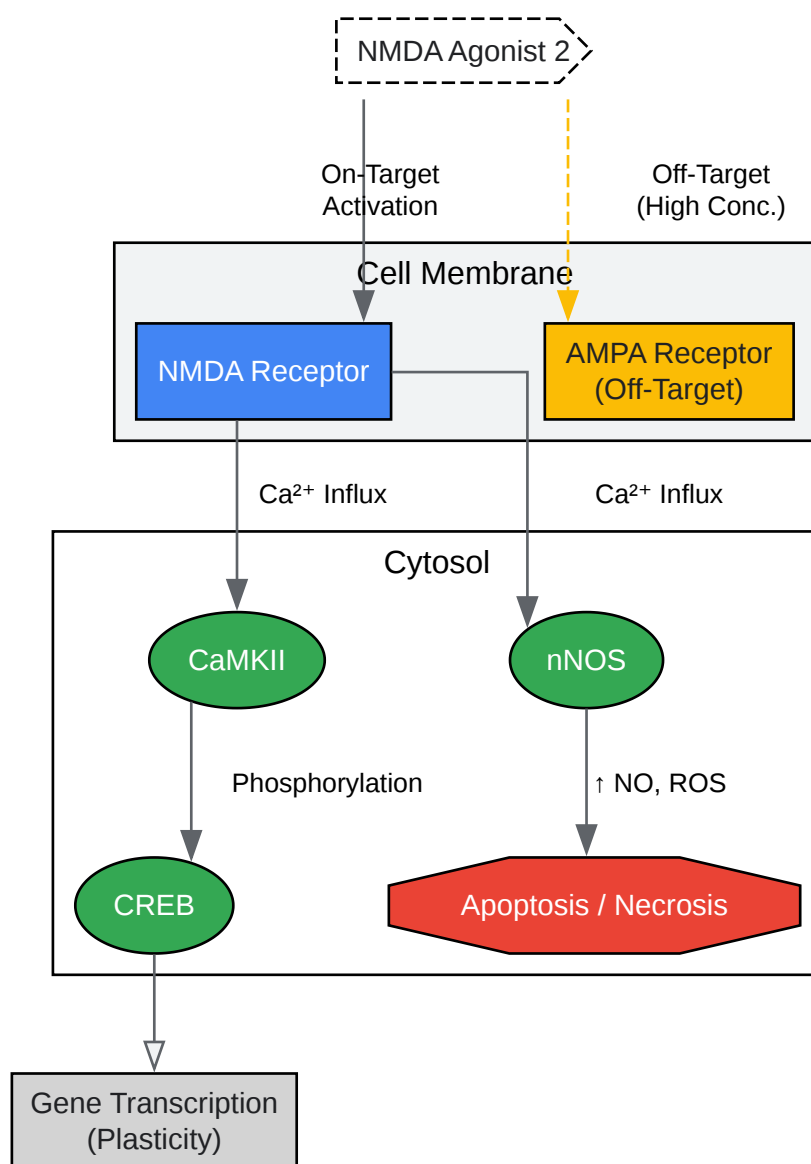 NMDA Agonist 2
On-Target
Activation
Off-Target
(High Conc.)
Cell Membrane
NMDA Receptor
AMPA Receptor
(Off-Target)
Ca²⁺ Influx
Ca²⁺ Influx
Cytosol
CaMKII
nNOS
Phosphorylation
↑ NO, ROS
CREB
Apoptosis / Necrosis
Gene Transcription
(Plasticity)